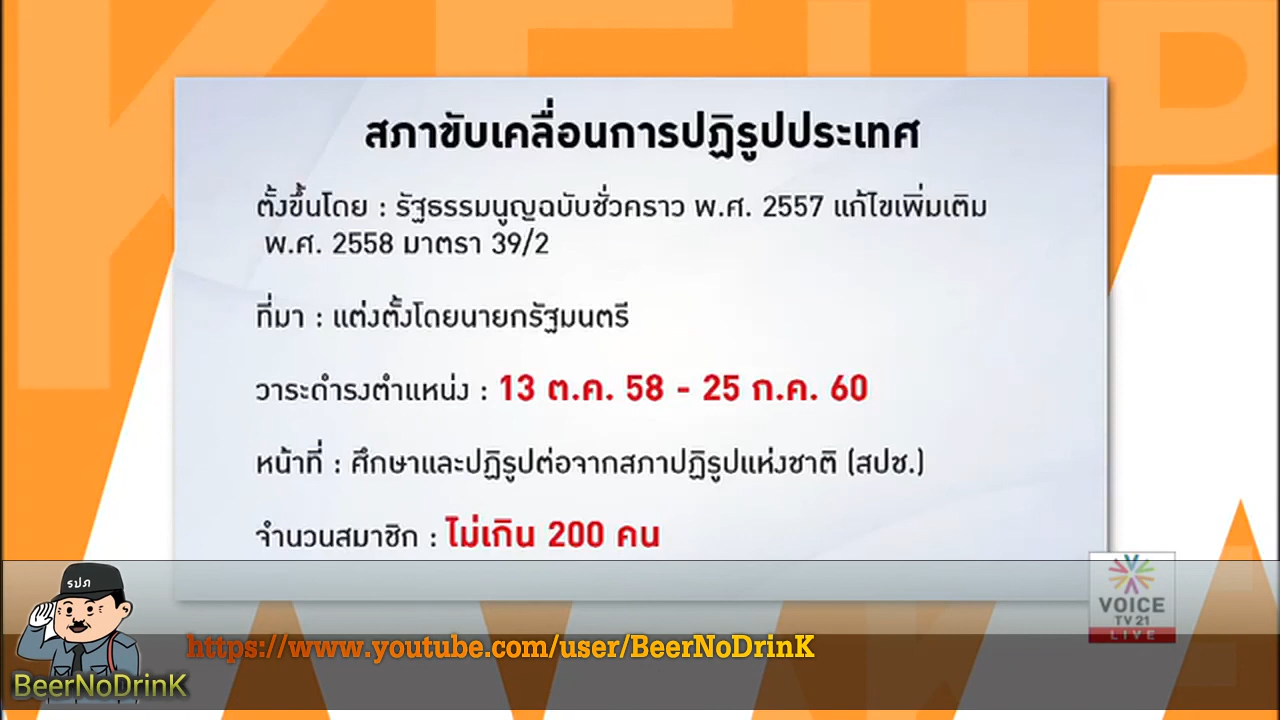 สภาขับเคลื่อนการปฏิรูปประเทศ
ตั้งขึ้นโดย : รัฐธรรมนูญฉบับชั่วคราว พ.ศ. 2557 แก้ไขเพิ่มเติม
พ.ศ. 2558 มาตรา 39/2
ที่มา : แต่งตั้งโดยนายกรัฐมนตรี
วาระดำรงตำแหน่ง : 13 ต.ค. 58 - 25 ก.ค. 60
หน้าที่ : ศึกษาและปฏิรูปต่อจากสภาปฏิรูปแห่งชาติ (สปช.)
จำนวนสมาชิก : ไม่เกิน 200 คน
รปภ
VOICE
TV 21
LIVE
https://www.youtube.com/user/BeerNoDrinK
BeerNoDrinK